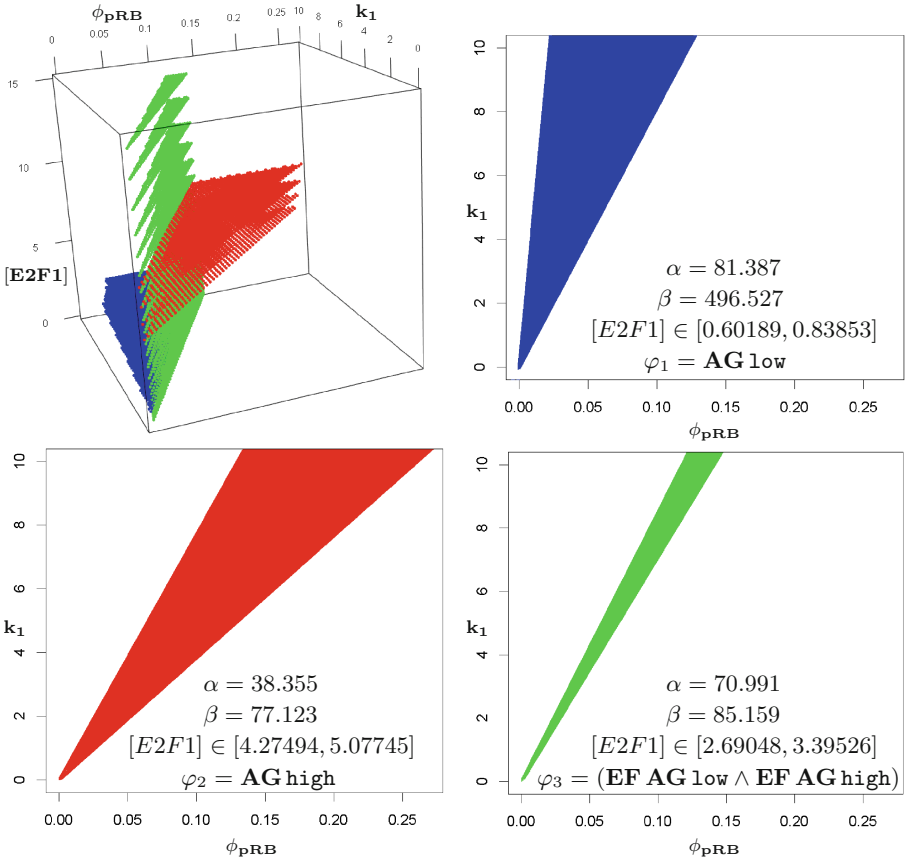 ϕpRB
k1
0
0.05
0.1
0.15
0.2
0.25
10
8
6
4
2
0
15
10
5
0
[E2F1]
10
8
6
4
2
0
k1
α = 81.387
β = 496.527
[E2F1] ∈ [0.60189, 0.83853]
φ1 = AG low
0.00 0.05 0.10 0.15 0.20 0.25
ϕpRB
10
8
6
4
2
0
k1
α = 38.355
β = 77.123
[E2F1] ∈ [4.27494, 5.07745]
φ2 = AG high
0.00 0.05 0.10 0.15 0.20 0.25
ϕpRB
10
8
6
4
2
0
k1
α = 70.991
β = 85.159
[E2F1] ∈ [2.69048, 3.39526]
φ3 = (EF AG low ∧ EF AG high)
0.00 0.05 0.10 0.15 0.20 0.25
ϕpRB